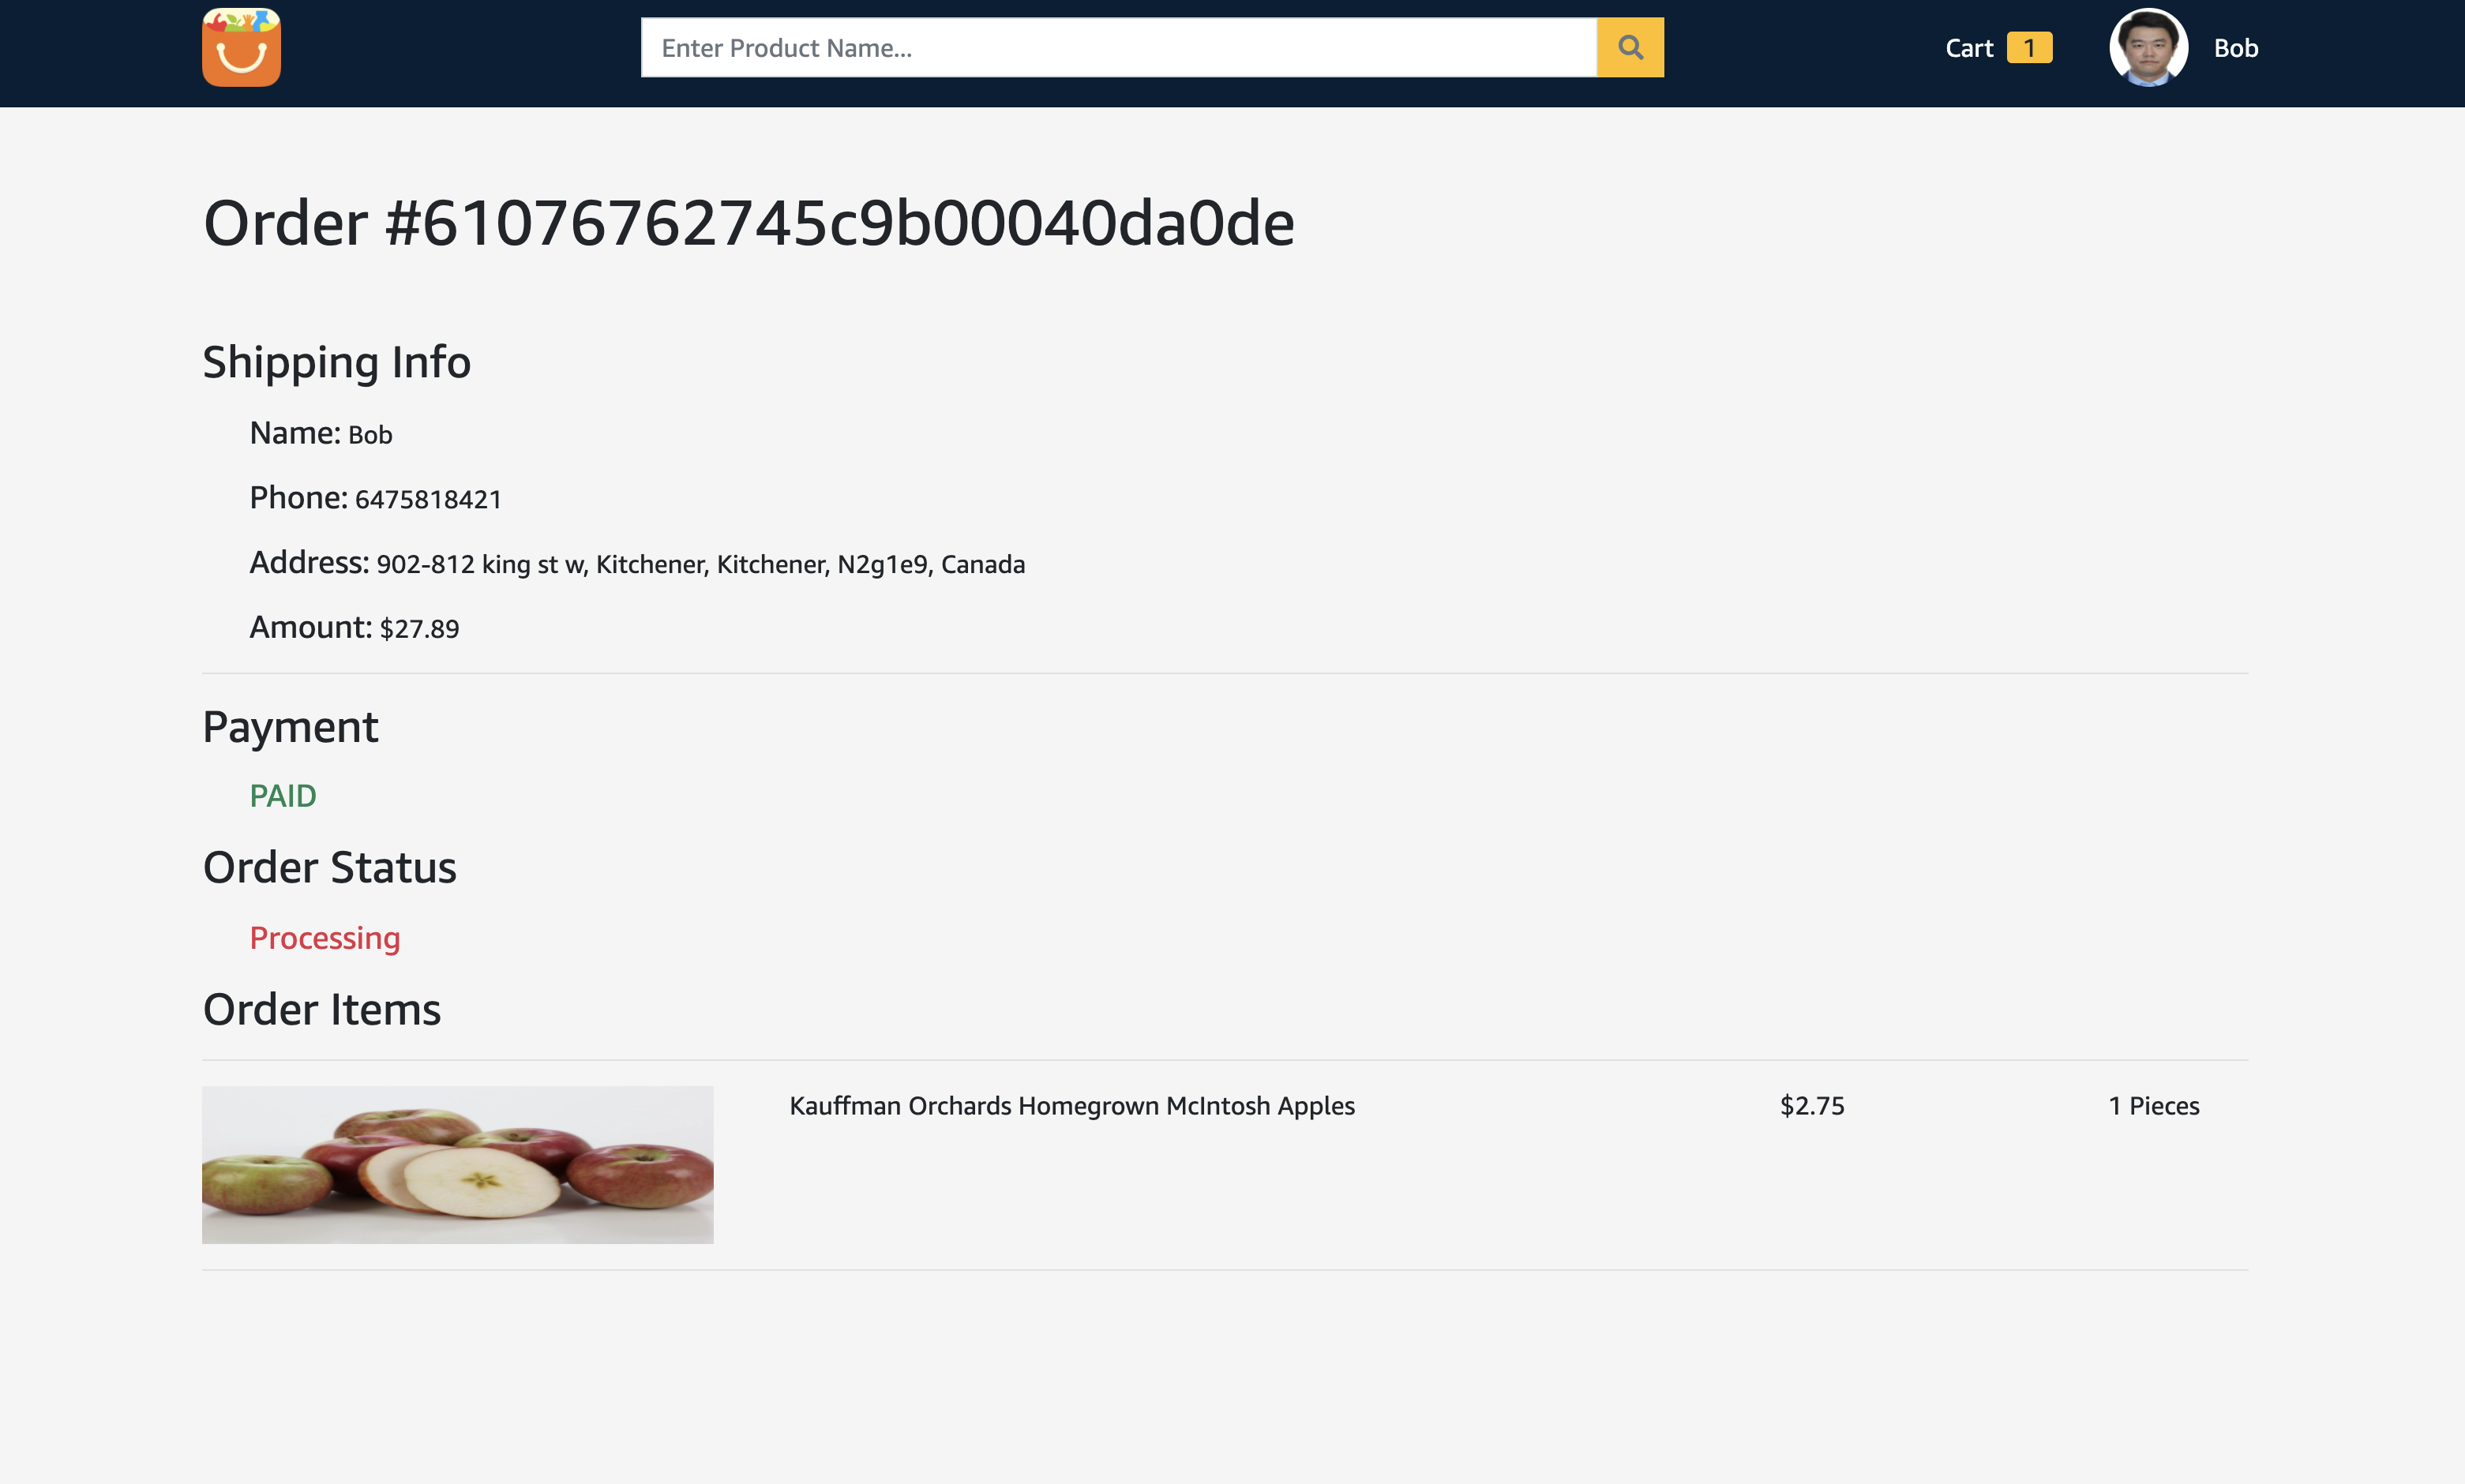 Enter Product Name...
Cart 1
Bob
Order #61076762745c9b00040da0de
Shipping Info
Name: Bob
Phone: 6475818421
Address: 902-812 king st w, Kitchener, Kitchener, N2g1e9, Canada
Amount: $27.89
Payment
PAID
Order Status
Processing
Order Items
Kauffman Orchards Homegrown McIntosh Apples $2.75 1 Pieces